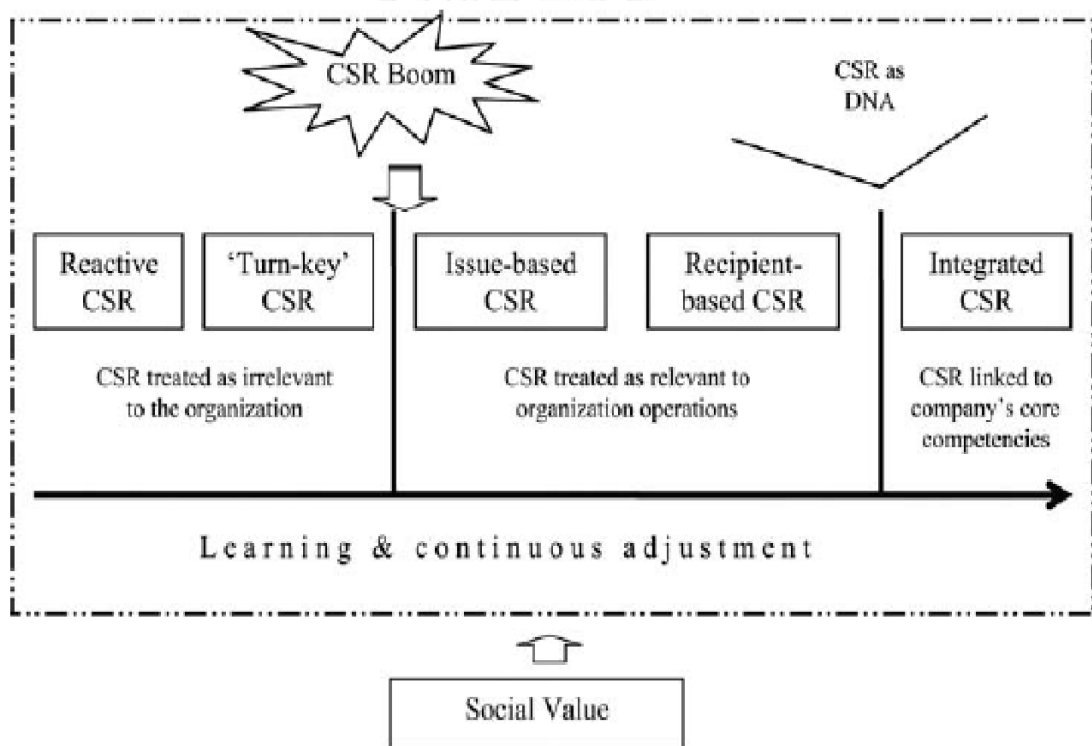 CSR Boom
CSR as
DNA
Reactive
CSR
‘Turn-key’
CSR
Issue-based
CSR
Recipient-
based CSR
Integrated
CSR
CSR treated as irrelevant
to the organization
CSR treated as relevant to
organization operations
CSR linked to
company’s core
competencies
Learning & continuous adjustment
Social Value